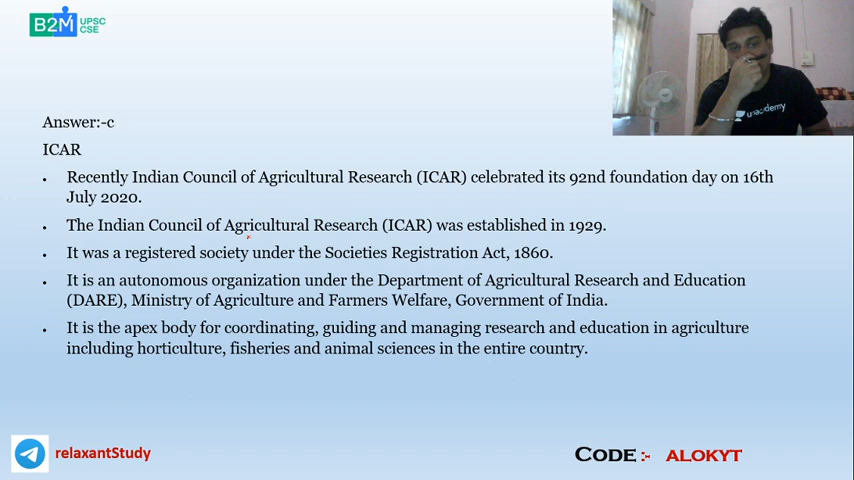 B2M UPSC
CSE
unacademy
Answer:-c
ICAR
• Recently Indian Council of Agricultural Research (ICAR) celebrated its 92nd foundation day on 16th
July 2020.
• The Indian Council of Agricultural Research (ICAR) was established in 1929.
• It was a registered society under the Societies Registration Act, 1860.
• It is an autonomous organization under the Department of Agricultural Research and Education
(DARE), Ministry of Agriculture and Farmers Welfare, Government of India.
• It is the apex body for coordinating, guiding and managing research and education in agriculture
including horticulture, fisheries and animal sciences in the entire country.
relaxantStudy
CODE :- ALOKYT